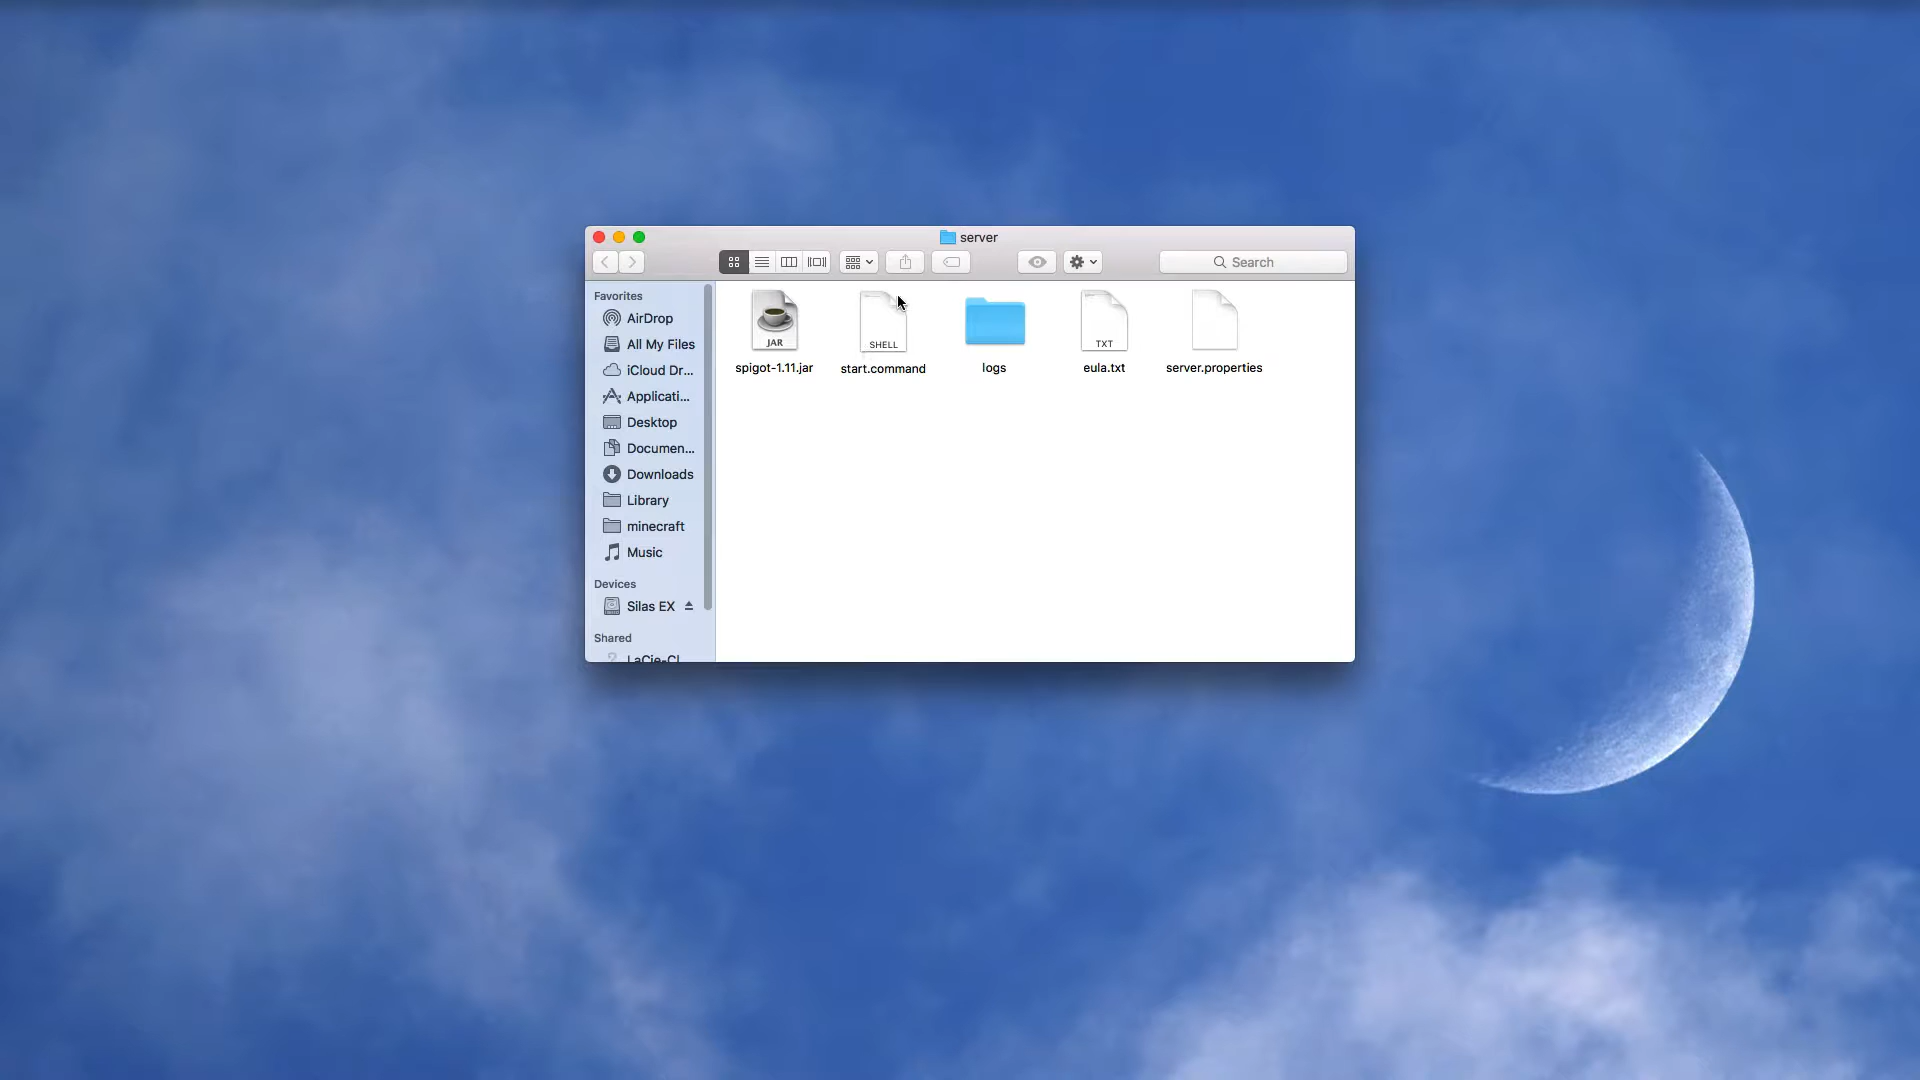 server
Search
Favorites
AirDrop
All My Files
iCloud Dr...
Applicati...
Desktop
Documen...
Downloads
Library
minecraft
Music
Devices
Silas EX
Shared
LaCie-Cl
JAR
spigot-1.11.jar
SHELL
start.command
logs
TXT
eula.txt
server.properties